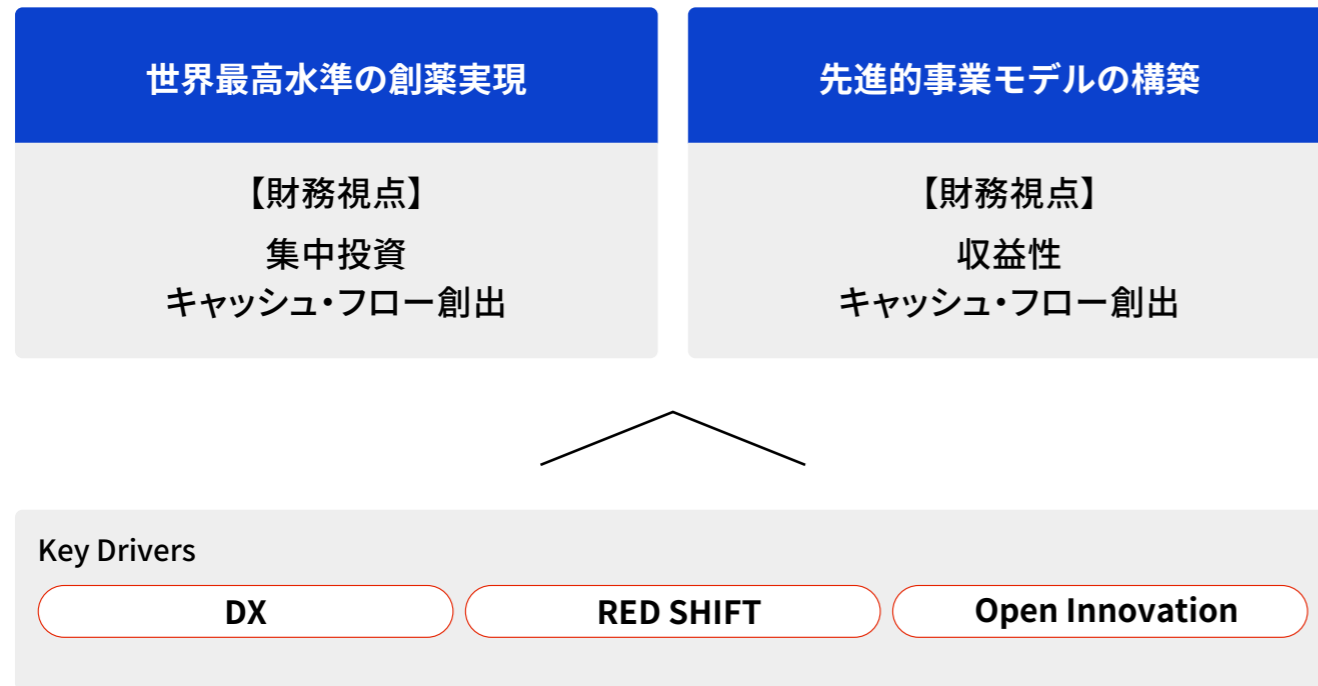 世界最高水準の創薬実現
【財務視点】
集中投資
キャッシュ・フロー創出
先進的事業モデルの構築
【財務視点】
収益性
キャッシュ・フロー創出
Key Drivers
DX
RED SHIFT
Open Innovation